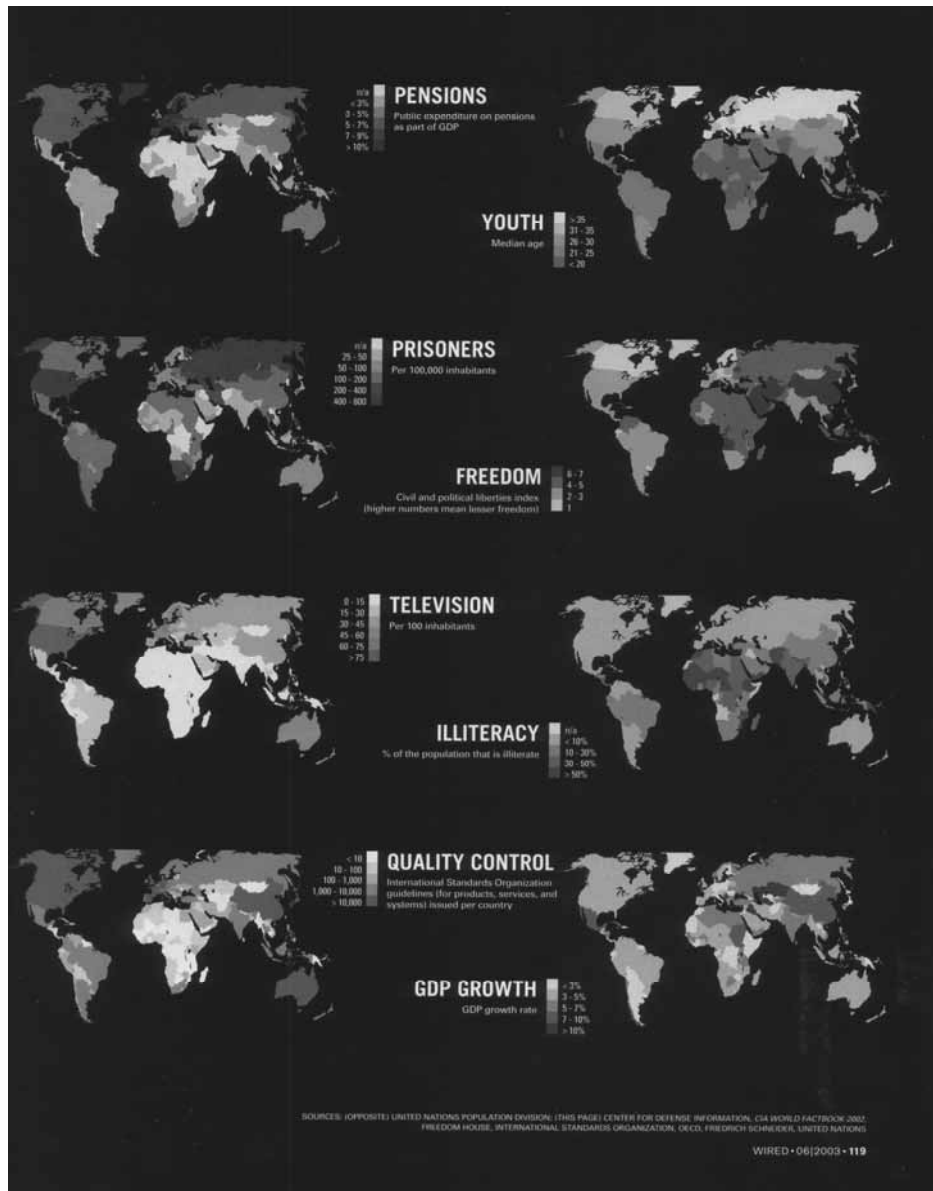 PENSIONS
Public expenditure on pensions
as part of GDP
n/a
< 3%
3 - 5%
5 - 7%
7 - 9%
> 10%
YOUTH
Median age
> 35
31 - 35
26 - 30
21 - 25
< 20
PRISONERS
Per 100,000 inhabitants
n/a
25 - 50
50 - 100
100 - 200
200 - 400
400 - 800
FREEDOM
Civil and political liberties index
(higher numbers mean lesser freedom)
6 - 7
4 - 5
2 - 3
1
TELEVISION
Per 100 inhabitants
0 - 15
15 - 30
30 - 45
45 - 60
60 - 75
> 75
ILLITERACY
% of the population that is illiterate
n/a
< 10%
10 - 30%
30 - 50%
> 50%
QUALITY CONTROL
International Standards Organization
guidelines (for products, services, and
systems) issued per country
< 10
10 - 100
100 - 1,000
1,000 - 10,000
> 10,000
GDP GROWTH
GDP growth rate
< 3%
3 - 5%
5 - 7%
7 - 10%
> 10%
SOURCES: (OPPOSITE) UNITED NATIONS POPULATION DIVISION; (THIS PAGE) CENTER FOR DEFENSE INFORMATION, CIA WORLD FACTBOOK 2002,
FREEDOM HOUSE, INTERNATIONAL STANDARDS ORGANIZATION, OECD, FRIEDRICH SCHNEIDER, UNITED NATIONS
WIRED • 06|2003 • 119